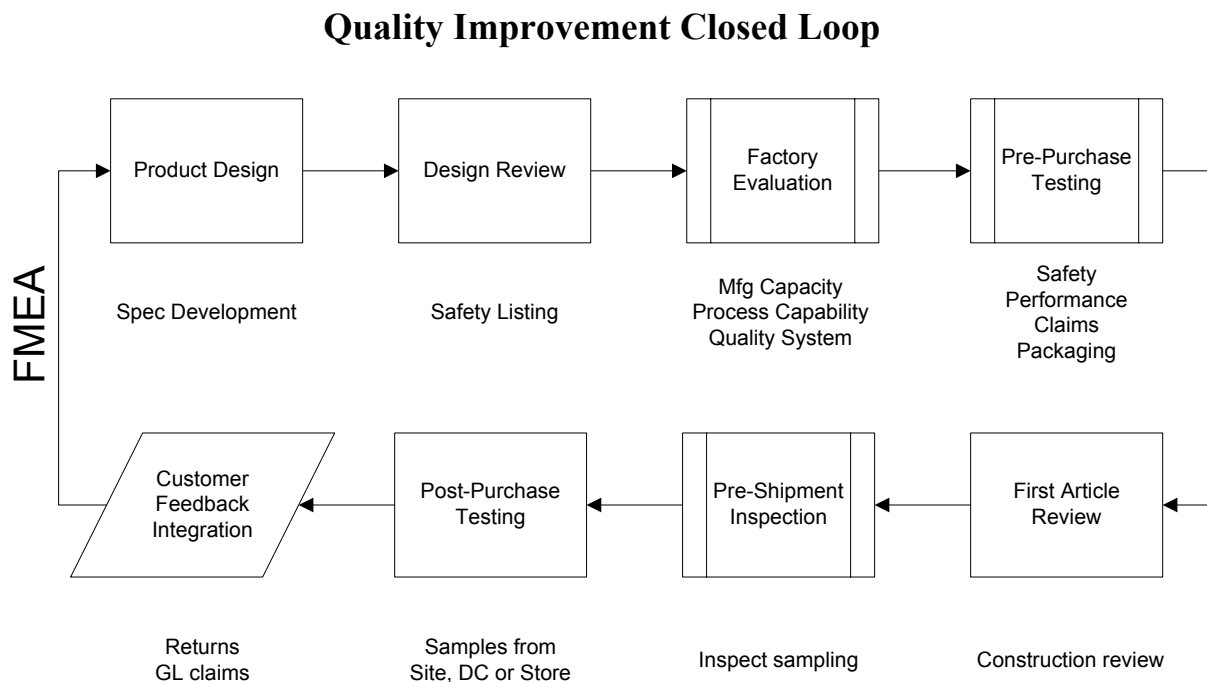 Quality Improvement Closed Loop
Product Design
Design Review
Factory
Evaluation
Pre-Purchase
Testing
Spec Development
Safety Listing
Mfg Capacity
Process Capability
Quality System
Safety
Performance
Claims
Packaging
FMEA
Customer
Feedback
Integration
Post-Purchase
Testing
Pre-Shipment
Inspection
First Article
Review
Returns
GL claims
Samples from
Site, DC or Store
Inspect sampling
Construction review